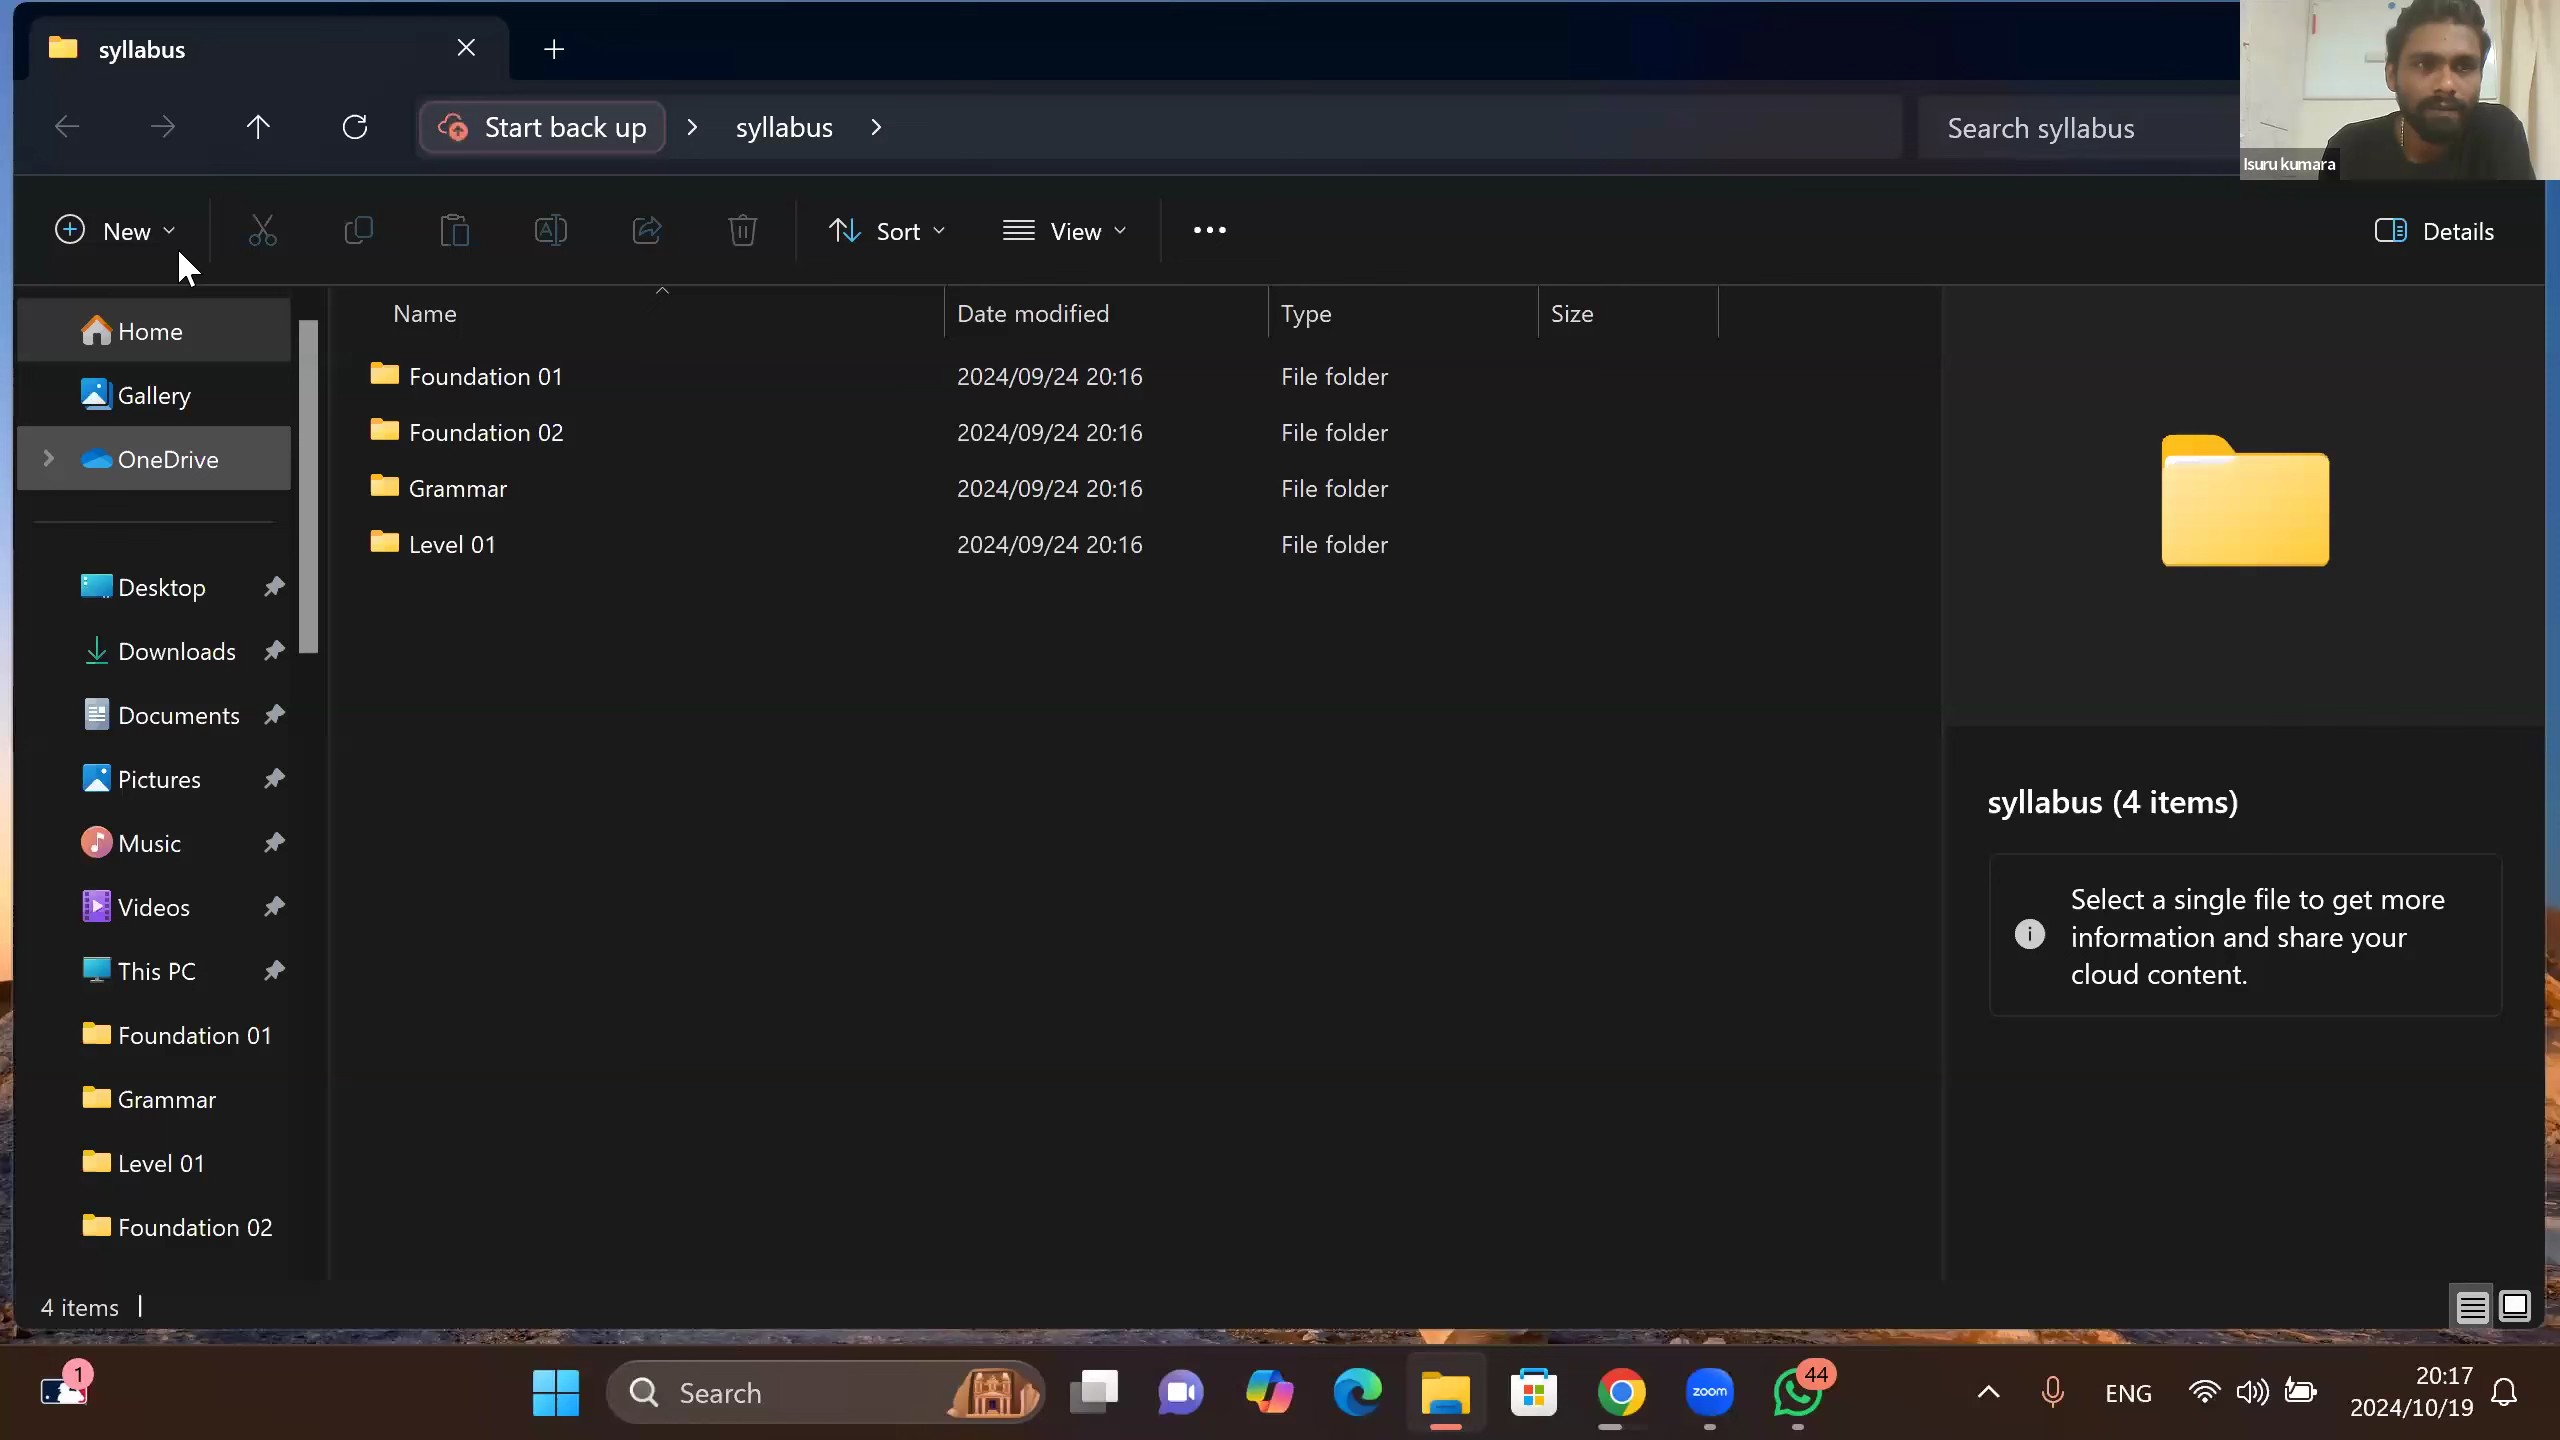 syllabus
Start back up
syllabus
Search syllabus
Isuru kumara
New
Sort
View
Details
Name
Date modified
Type
Size
Home
Gallery
OneDrive
Desktop
Downloads
Documents
Pictures
Music
Videos
This PC
Foundation 01
Grammar
Level 01
Foundation 02
Foundation 01 2024/09/24 20:16 File folder
Foundation 02 2024/09/24 20:16 File folder
Grammar 2024/09/24 20:16 File folder
Level 01 2024/09/24 20:16 File folder
syllabus (4 items)
Select a single file to get more
information and share your
cloud content.
4 items
1
Search
zoom
44
ENG
20:17
2024/10/19